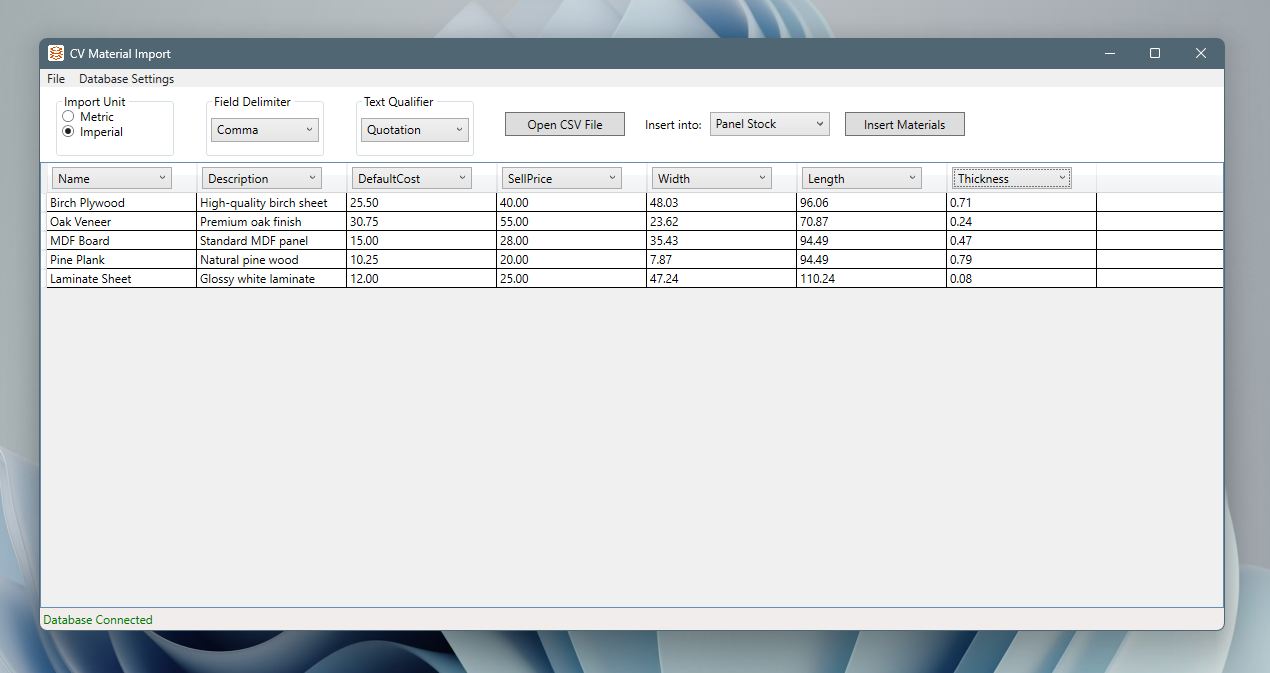 CV Material Import
File Database Settings
Import Unit
Metric
Imperial
Field Delimiter
Comma
Text Qualifier
Quotation
Open CSV File
Insert into:
Panel Stock
Insert Materials
Name Description DefaultCost SellPrice Width Length Thickness
Birch Plywood High-quality birch sheet 25.50 40.00 48.03 96.06 0.71
Oak Veneer Premium oak finish 30.75 55.00 23.62 70.87 0.24
MDF Board Standard MDF panel 15.00 28.00 35.43 94.49 0.47
Pine Plank Natural pine wood 10.25 20.00 7.87 94.49 0.79
Laminate Sheet Glossy white laminate 12.00 25.00 47.24 110.24 0.08
Database Connected